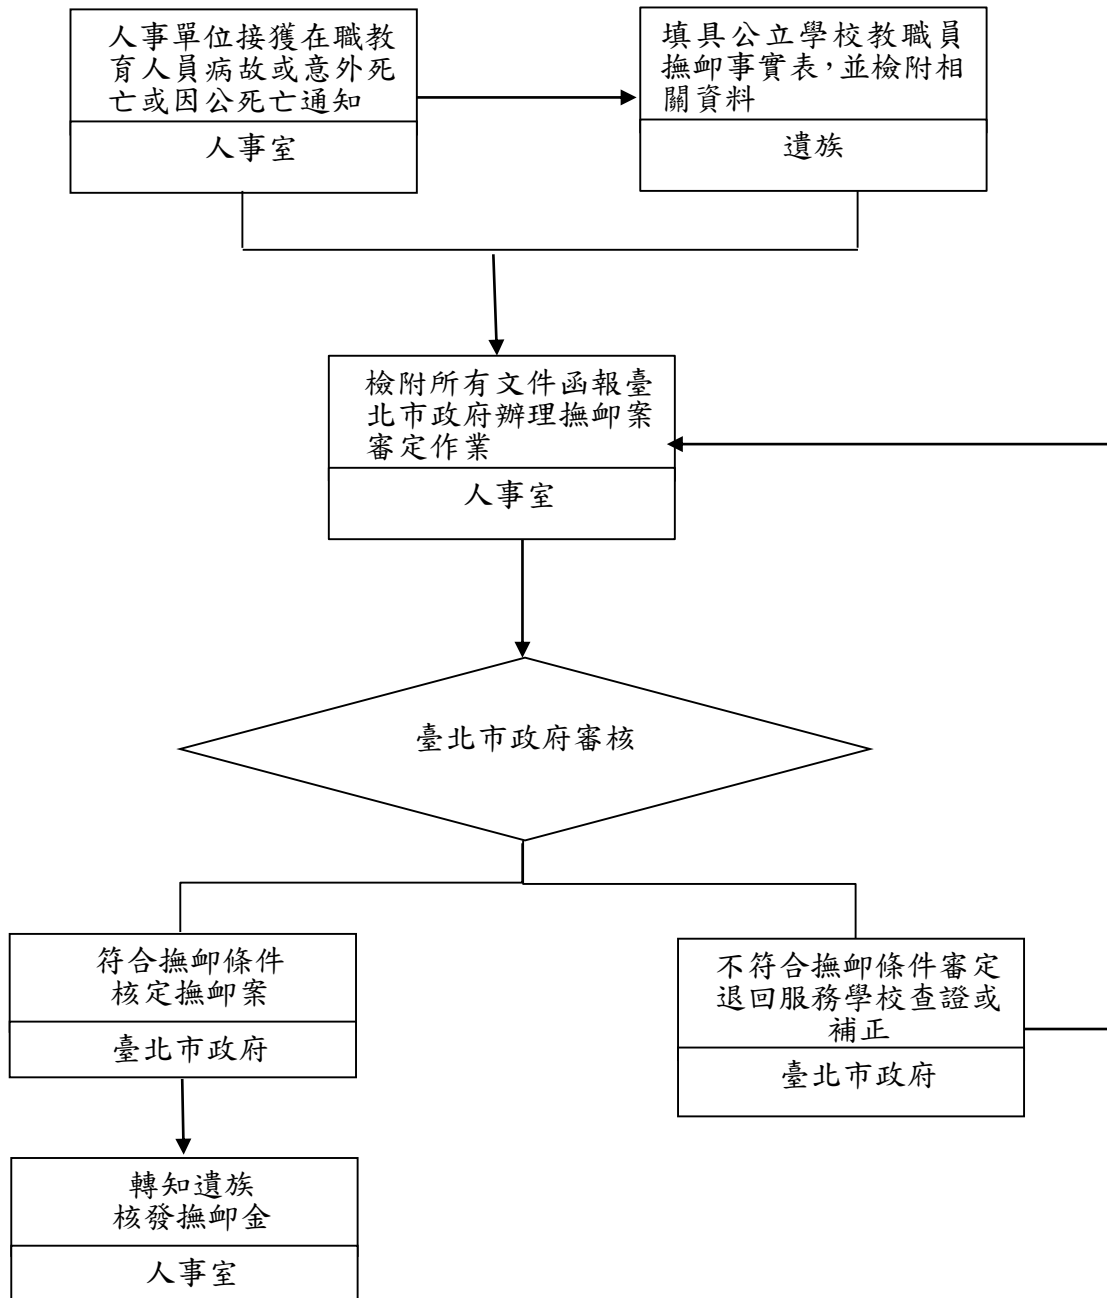 人事單位接獲在職教
育人員病故或意外死
亡或因公死亡通知
人事室
填具公立學校教職員
撫卹事實表，並檢附相
關資料
遺族
檢附所有文件函報臺
北市政府辦理撫卹案
審定作業
人事室
臺北市政府審核
符合撫卹條件
核定撫卹案
臺北市政府
不符合撫卹條件審定
退回服務學校查證或
補正
臺北市政府
轉知遺族
核發撫卹金
人事室